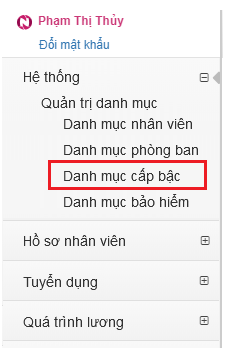 Phạm Thị Thủy
Đổi mật khẩu
Hệ thống
Quản trị danh mục
Danh mục nhân viên
Danh mục phòng ban
Danh mục cấp bậc
Danh mục bảo hiểm
Hồ sơ nhân viên
Tuyển dụng
Quá trình lương